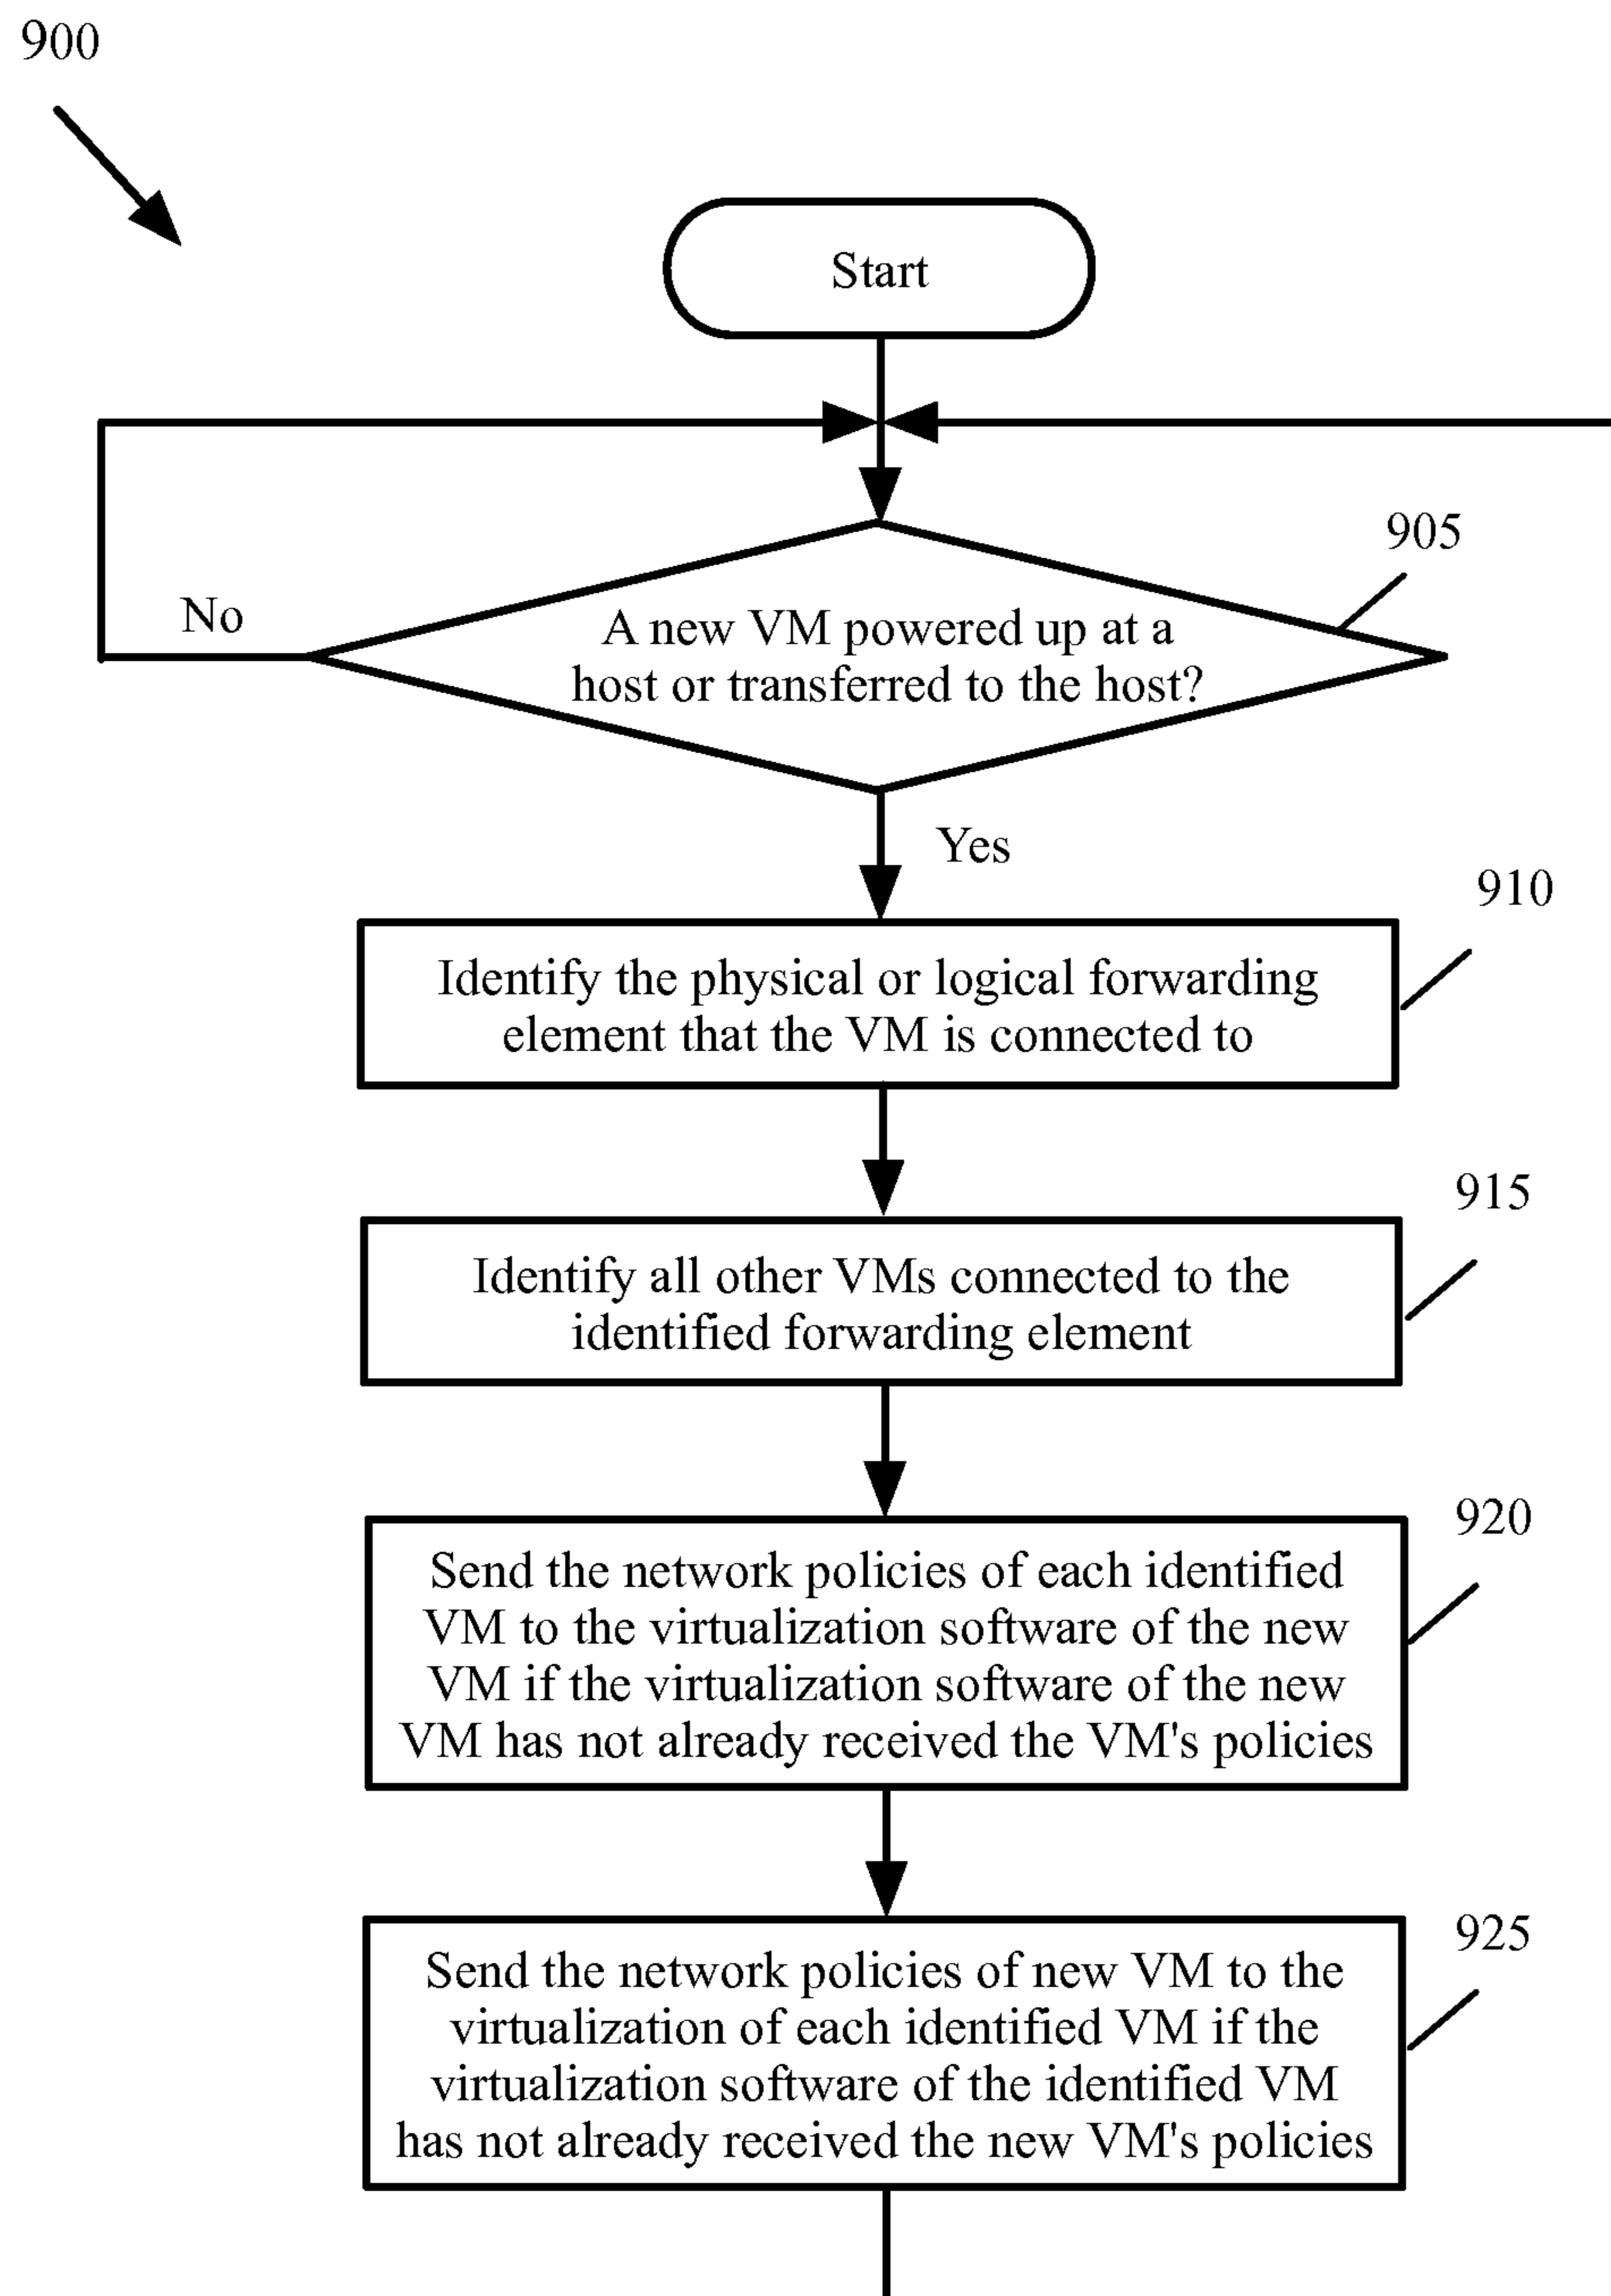 900
Start
905
No
A new VM powered up at a
host or transferred to the host?
Yes
910
Identify the physical or logical forwarding
element that the VM is connected to
915
Identify all other VMs connected to the
identified forwarding element
920
Send the network policies of each identified
VM to the virtualization software of the new
VM if the virtualization software of the new
VM has not already received the VM's policies
925
Send the network policies of new VM to the
virtualization of each identified VM if the
virtualization software of the identified VM
has not already received the new VM's policies